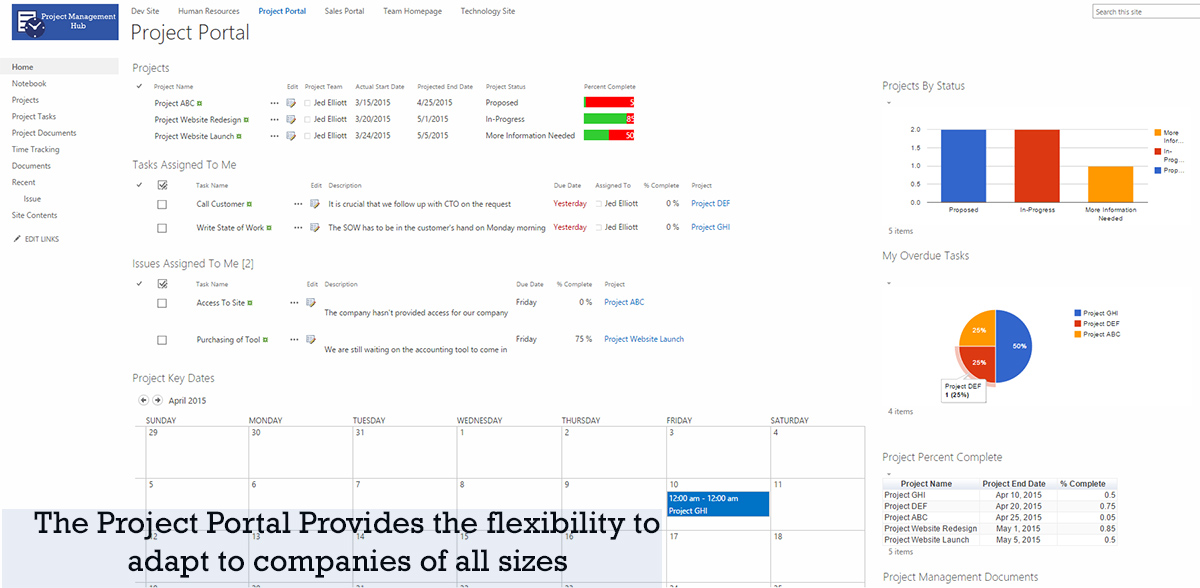 Project Management
Hub
Dev Site Human Resources Project Portal Sales Portal Team Homepage Technology Site
Search this site
Project Portal
Home
Notebook
Projects
Project Tasks
Project Documents
Time Tracking
Documents
Recent
Issue
Site Contents
EDIT LINKS
Projects
Project Name Edit Project Team Actual Start Date Projected End Date Project Status Percent Complete
Project ABC ... Jed Elliott 3/15/2015 4/25/2015 Proposed 5
Project Website Redesign ... Jed Elliott 3/20/2015 5/1/2015 In-Progress 85
Project Website Launch ... Jed Elliott 3/24/2015 5/5/2015 More Information Needed 50
Tasks Assigned To Me
Task Name Edit Description Due Date Assigned To % Complete Project
Call Customer ... It is crucial that we follow up with CTO on the request Yesterday Jed Elliott 0 % Project DEF
Write State of Work ... The SOW has to be in the customer's hand on Monday morning Yesterday Jed Elliott 0 % Project GHI
Issues Assigned To Me [2]
Task Name Edit Description Due Date % Complete Project
Access To Site ... The company hasn't provided access for our company Friday 0 % Project ABC
Purchasing of Tool ... We are still waiting on the accounting tool to come in Friday 75 % Project Website Launch
Project Key Dates
April 2015
SUNDAY MONDAY TUESDAY WEDNESDAY THURSDAY FRIDAY SATURDAY
29 30 31 1 2 3 4
5 6 7 8 9 10 11
12:00 am - 12:00 am
Project GHI
12 13 14 15 16 17 18
24 25
The Project Portal Provides the flexibility to
adapt to companies of all sizes
Projects By Status
2.0
1.5
1.0
0.5
0.0
Proposed In-Progress More Information
Needed
More
Infor...
In-
Prog...
Prop...
5 items
My Overdue Tasks
25%
50%
25%
Project DEF
1 (25%)
Project GHI
Project DEF
Project ABC
4 items
Project Percent Complete
Project Name Project End Date % Complete
Project GHI Apr 10, 2015 0.5
Project DEF Apr 20, 2015 0.75
Project ABC Apr 25, 2015 0.05
Project Website Redesign May 1, 2015 0.85
Project Website Launch May 5, 2015 0.5
5 items
Project Management Documents